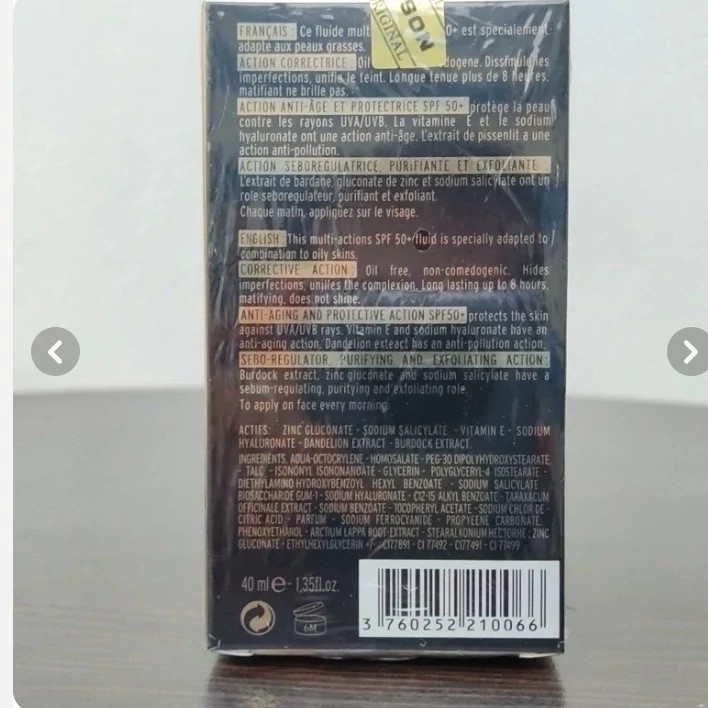 FRANÇAIS : Ce fluide mult 0+ est specialement
adapté aux peaux grasses.
ACTION CORRECTRICE : Oil dogene. Dissimule les
imperfections, unifie le teint. Longue tenue plus de 8 heures,
matifiant ne brille pas.
ACTION ANTI-ÂGE ET PROTECTRICE SPF 50+ protège la peau
contre les rayons UVA/UVB. La vitamine E et le sodium
hyaluronate ont une action anti-âge. L'extrait de pissenlit a une
action anti-pollution.
ACTION SEBOREGULATRICE, PURIFIANTE ET EXFOLIANTE :
L'extrait de bardane, gluconate de zinc et sodium salicylate ont un
role seboregulateur, purifiant et exfoliant.
Chaque matin, appliquez sur le visage.
ENGLISH : This multi-actions SPF 50+ fluid is specially adapted to
combination to oily skins.
CORRECTIVE ACTION : Oil free, non-comedogenic. Hides
imperfections, unifies the complexion. Long lasting up to 8 hours,
matifying, does not shine.
ANTI-AGING AND PROTECTIVE ACTION SPF50+ protects the skin
against UVA/UVB rays. Vitamin E and sodium hyaluronate have an
anti-aging action. Dandelion exteact has an anti-pollution action.
SEBO-REGULATOR, PURIFYING AND EXFOLIATING ACTION :
Burdock extract, zinc gluconate and sodium salicylate have a
sebum-regulating, purifying and exfoliating role.
To apply on face every morning.
ACTIFS: ZINC GLUCONATE - SODIUM SALICYLATE - VITAMIN E - SODIUM
HYALURONATE - DANDELION EXTRACT - BURDOCK EXTRACT.
INGREDIENTS. AQUA-OCTOCRYLENE - HOMOSALATE - PEG-30 DIPOLYHYDROXYSTEARATE
- TALC - ISONONYL ISONONANOATE - GLYCERIN - POLYGLYCERYL-4 ISOSTEARATE -
DIETHYLAMINO HYDROXYBENZOYL HEXYL BENZOATE - SODIUM SALICYLATE
BIOSACCHARIDE GUM-1 - SODIUM HYALURONATE - C12-15 ALKYL BENZOATE - TARAXACUM
OFFICINALE EXTRACT - SODIUM BENZOATE - TOCOPHERYL ACETATE - SODIUM CHLOR DE -
CITRIC ACID - PARFUM - SODIUM FERROCYANIDE - PROPYEENE CARBONATE.
PHENOXYETHANOL - ARCTIUM LAPPA ROOT-EXTRACT - STEARALKONIUM HECTORHE : ZINC
GLUCONATE - ETHYLHEXYLGLYCERIN +/- CI77891 - CI 77492 - CI77491 - CI 77499
40 ml e - 1,35fl.oz.
6M
3 760252 210066
ORIGINAL
SON